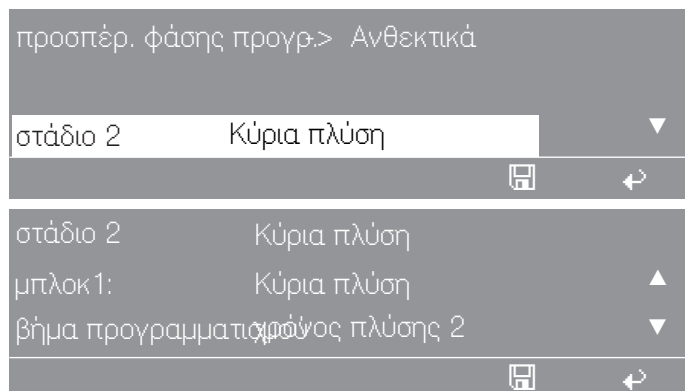 προσπέρ. φάσης προγρ.> Ανθεκτικά
στάδιο 2 Κύρια πλύση
στάδιο 2 Κύρια πλύση
μπλοκ1: Κύρια πλύση
βήμα προγραμματισμού χρόνος πλύσης 2